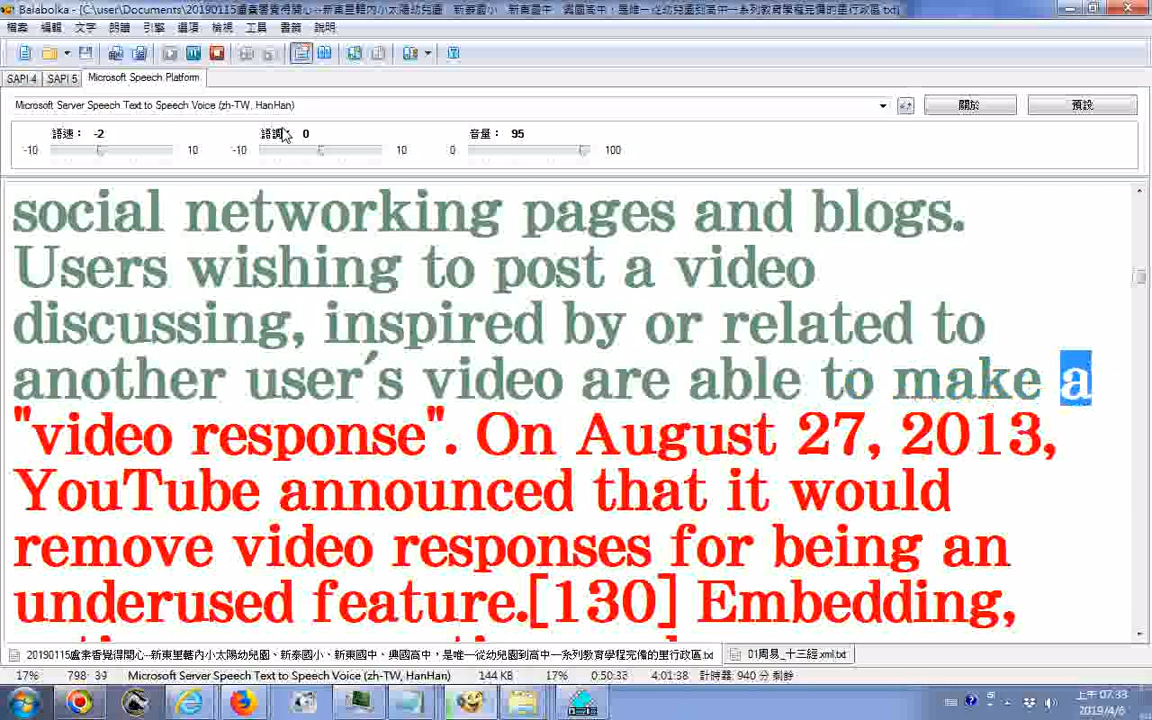 Balabolka - [C:\user\Documents\20190115盧桼香覺得開心--新東里轄內小太陽幼兒園、新泰國小、新東國中、興國高中，是唯一從幼兒園到高中一系列教育學程完備的里行政區.txt]
檔案 編輯 文字 朗讀 引擎 選項 檢視 工具 書籤 說明
SAPI 4 SAPI 5 Microsoft Speech Platform
Microsoft Server Speech Text to Speech Voice (zh-TW, HanHan) 關於 預設
語速： -2 語調： 0 音量： 95
-10 10 -10 10 0 100
social networking pages and blogs.
Users wishing to post a video
discussing, inspired by or related to
another user's video are able to make a
"video response". On August 27, 2013,
YouTube announced that it would
remove video responses for being an
underused feature.[130] Embedding,
20190115盧桼香覺得開心--新東里轄內小太陽幼兒園、新泰國小、新東國中、興國高中，是唯一從幼兒園到高中一系列教育學程完備的里行政區.txt 01周易_十三經.xml.txt
17% 798: 39 Microsoft Server Speech Text to Speech Voice (zh-TW, HanHan) 144 KB 17% 0:50:33 4:01:38 計時器: 940 分 剩餘
上午 07:33
2019/4/6